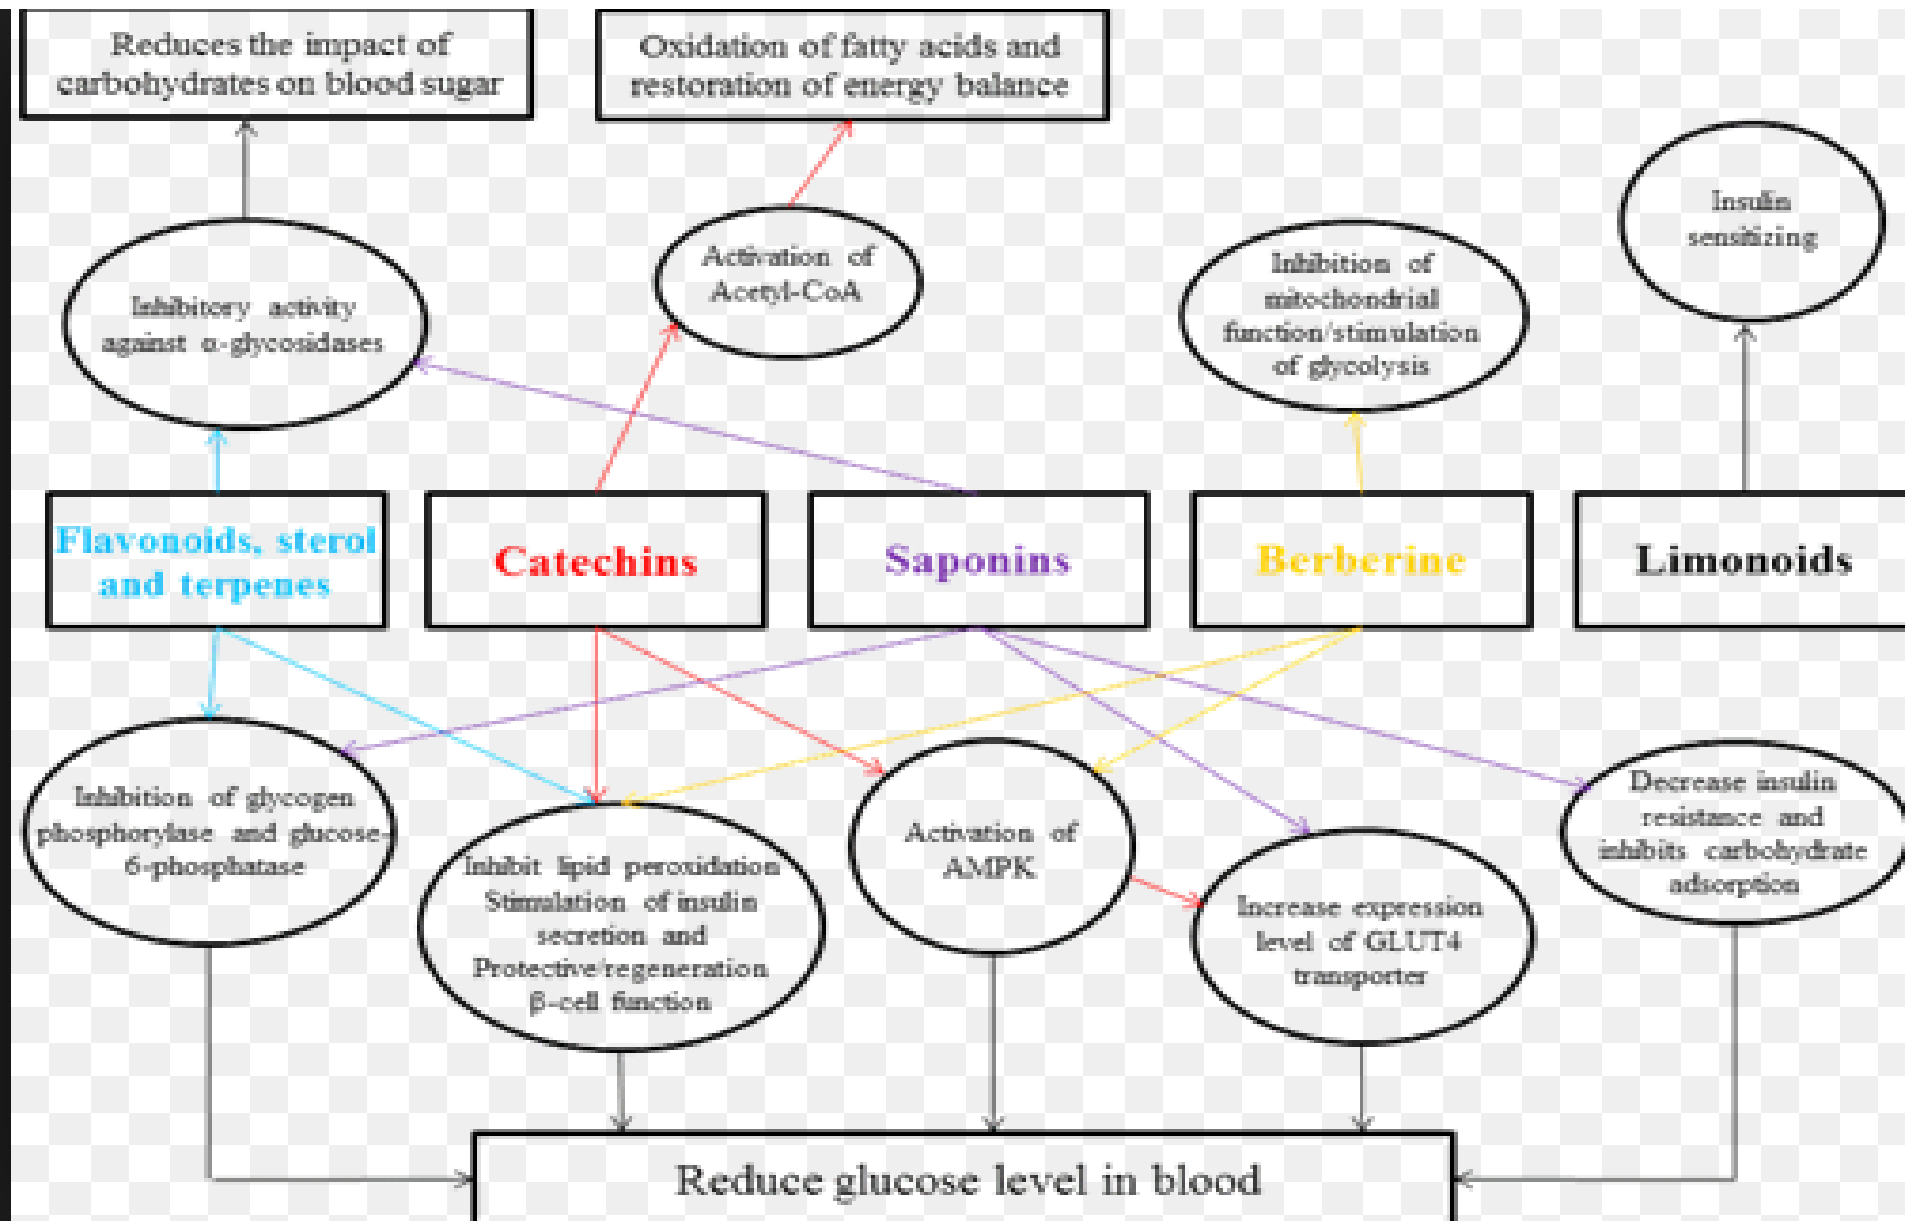 Reduces the impact of
carbohydrates on blood sugar
Oxidation of fatty acids and
restoration of energy balance
Insulin
sensitizing
Activation of
Acetyl-CoA
Inhibition of
mitochondrial
function/stimulation
of glycolysis
Inhibitory activity
against α-glycosidases
Flavonoids, sterol
and terpenes
Catechins
Saponins
Berberine
Limonoids
Inhibition of glycogen
phosphorylase and glucose-
6-phosphatase
Inhibit lipid peroxidation
Stimulation of insulin
secretion and
Protective/regeneration
β-cell function
Activation of
AMPK
Increase expression
level of GLUT4
transporter
Decrease insulin
resistance and
inhibits carbohydrate
adsorption
Reduce glucose level in blood